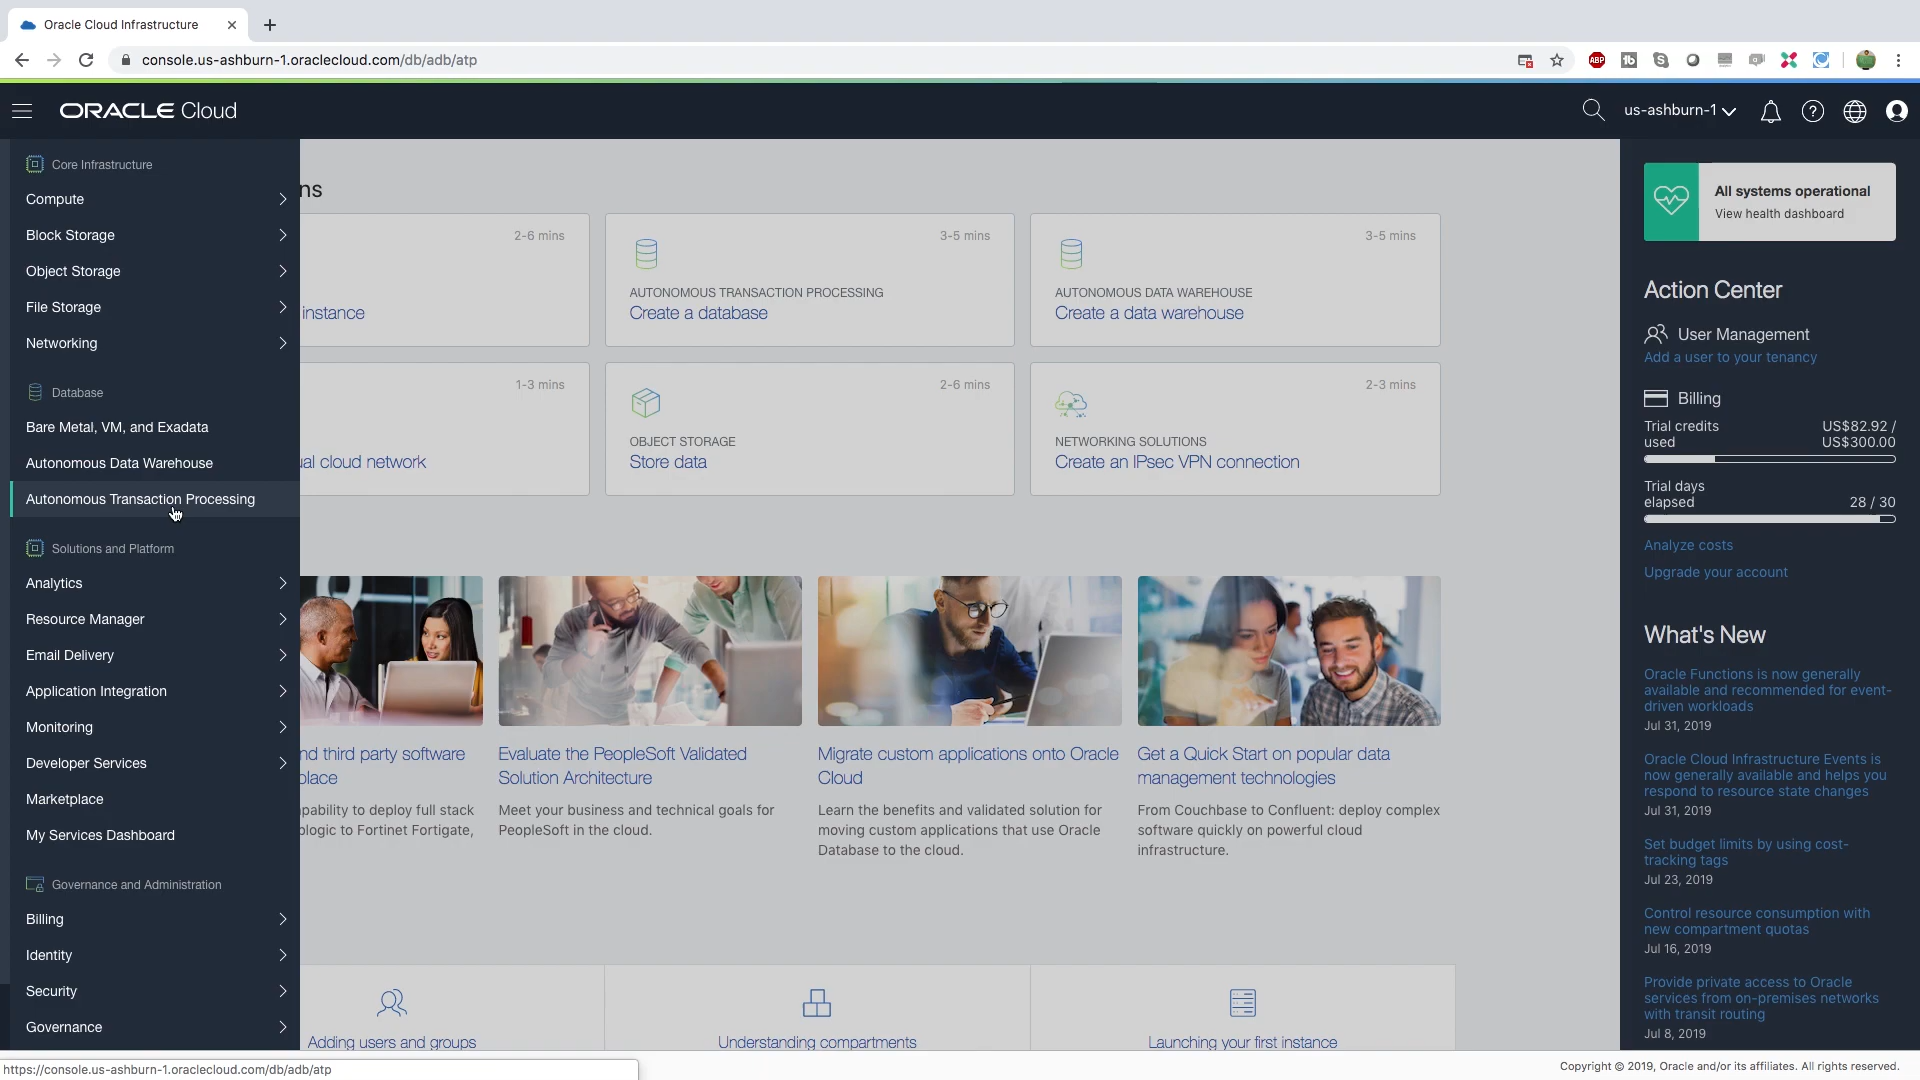 Oracle Cloud Infrastructure
console.us-ashburn-1.oraclecloud.com/db/adb/atp
ABP
ORACLE Cloud
us-ashburn-1
Core Infrastructure
Compute
Block Storage
Object Storage
File Storage
Networking
Database
Bare Metal, VM, and Exadata
Autonomous Data Warehouse
Autonomous Transaction Processing
Solutions and Platform
Analytics
Resource Manager
Email Delivery
Application Integration
Monitoring
Developer Services
Marketplace
My Services Dashboard
Governance and Administration
Billing
Identity
Security
Governance
ns
2-6 mins
instance
3-5 mins
AUTONOMOUS TRANSACTION PROCESSING
Create a database
3-5 mins
AUTONOMOUS DATA WAREHOUSE
Create a data warehouse
1-3 mins
al cloud network
2-6 mins
OBJECT STORAGE
Store data
2-3 mins
NETWORKING SOLUTIONS
Create an IPsec VPN connection
nd third party software
place
pability to deploy full stack
ologic to Fortinet Fortigate,
Evaluate the PeopleSoft Validated
Solution Architecture
Meet your business and technical goals for
PeopleSoft in the cloud.
Migrate custom applications onto Oracle
Cloud
Learn the benefits and validated solution for
moving custom applications that use Oracle
Database to the cloud.
Get a Quick Start on popular data
management technologies
From Couchbase to Confluent: deploy complex
software quickly on powerful cloud
infrastructure.
Adding users and groups
Understanding compartments
Launching your first instance
All systems operational
View health dashboard
Action Center
User Management
Add a user to your tenancy
Billing
Trial credits
used
US$82.92 /
US$300.00
Trial days
elapsed
28 / 30
Analyze costs
Upgrade your account
What's New
Oracle Functions is now generally
available and recommended for event-
driven workloads
Jul 31, 2019
Oracle Cloud Infrastructure Events is
now generally available and helps you
respond to resource state changes
Jul 31, 2019
Set budget limits by using cost-
tracking tags
Jul 23, 2019
Control resource consumption with
new compartment quotas
Jul 16, 2019
Provide private access to Oracle
services from on-premises networks
with transit routing
Jul 8, 2019
https://console.us-ashburn-1.oraclecloud.com/db/adb/atp
Copyright © 2019, Oracle and/or its affiliates. All rights reserved.